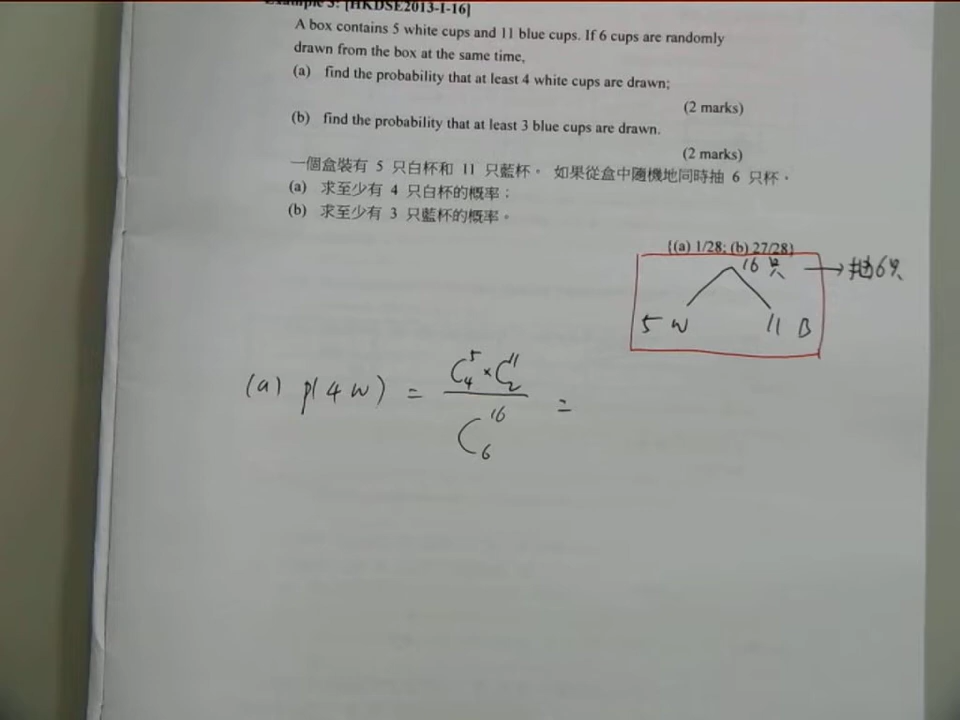 Example 3: [HKDSE2013-I-16]
A box contains 5 white cups and 11 blue cups. If 6 cups are randomly
drawn from the box at the same time,
(a) find the probability that at least 4 white cups are drawn;
(2 marks)
(b) find the probability that at least 3 blue cups are drawn.
(2 marks)
一個盒裝有 5 只白杯和 11 只藍杯。如果從盒中隨機地同時抽 6 只杯，
(a) 求至少有 4 只白杯的概率；
(b) 求至少有 3 只藍杯的概率。
{(a) 1/28; (b) 27/28}
16 只 → 抽6只
5 W 11 B
(a) P(4W) = (C⁵₄ × C¹¹₂) / C¹⁶₆ =